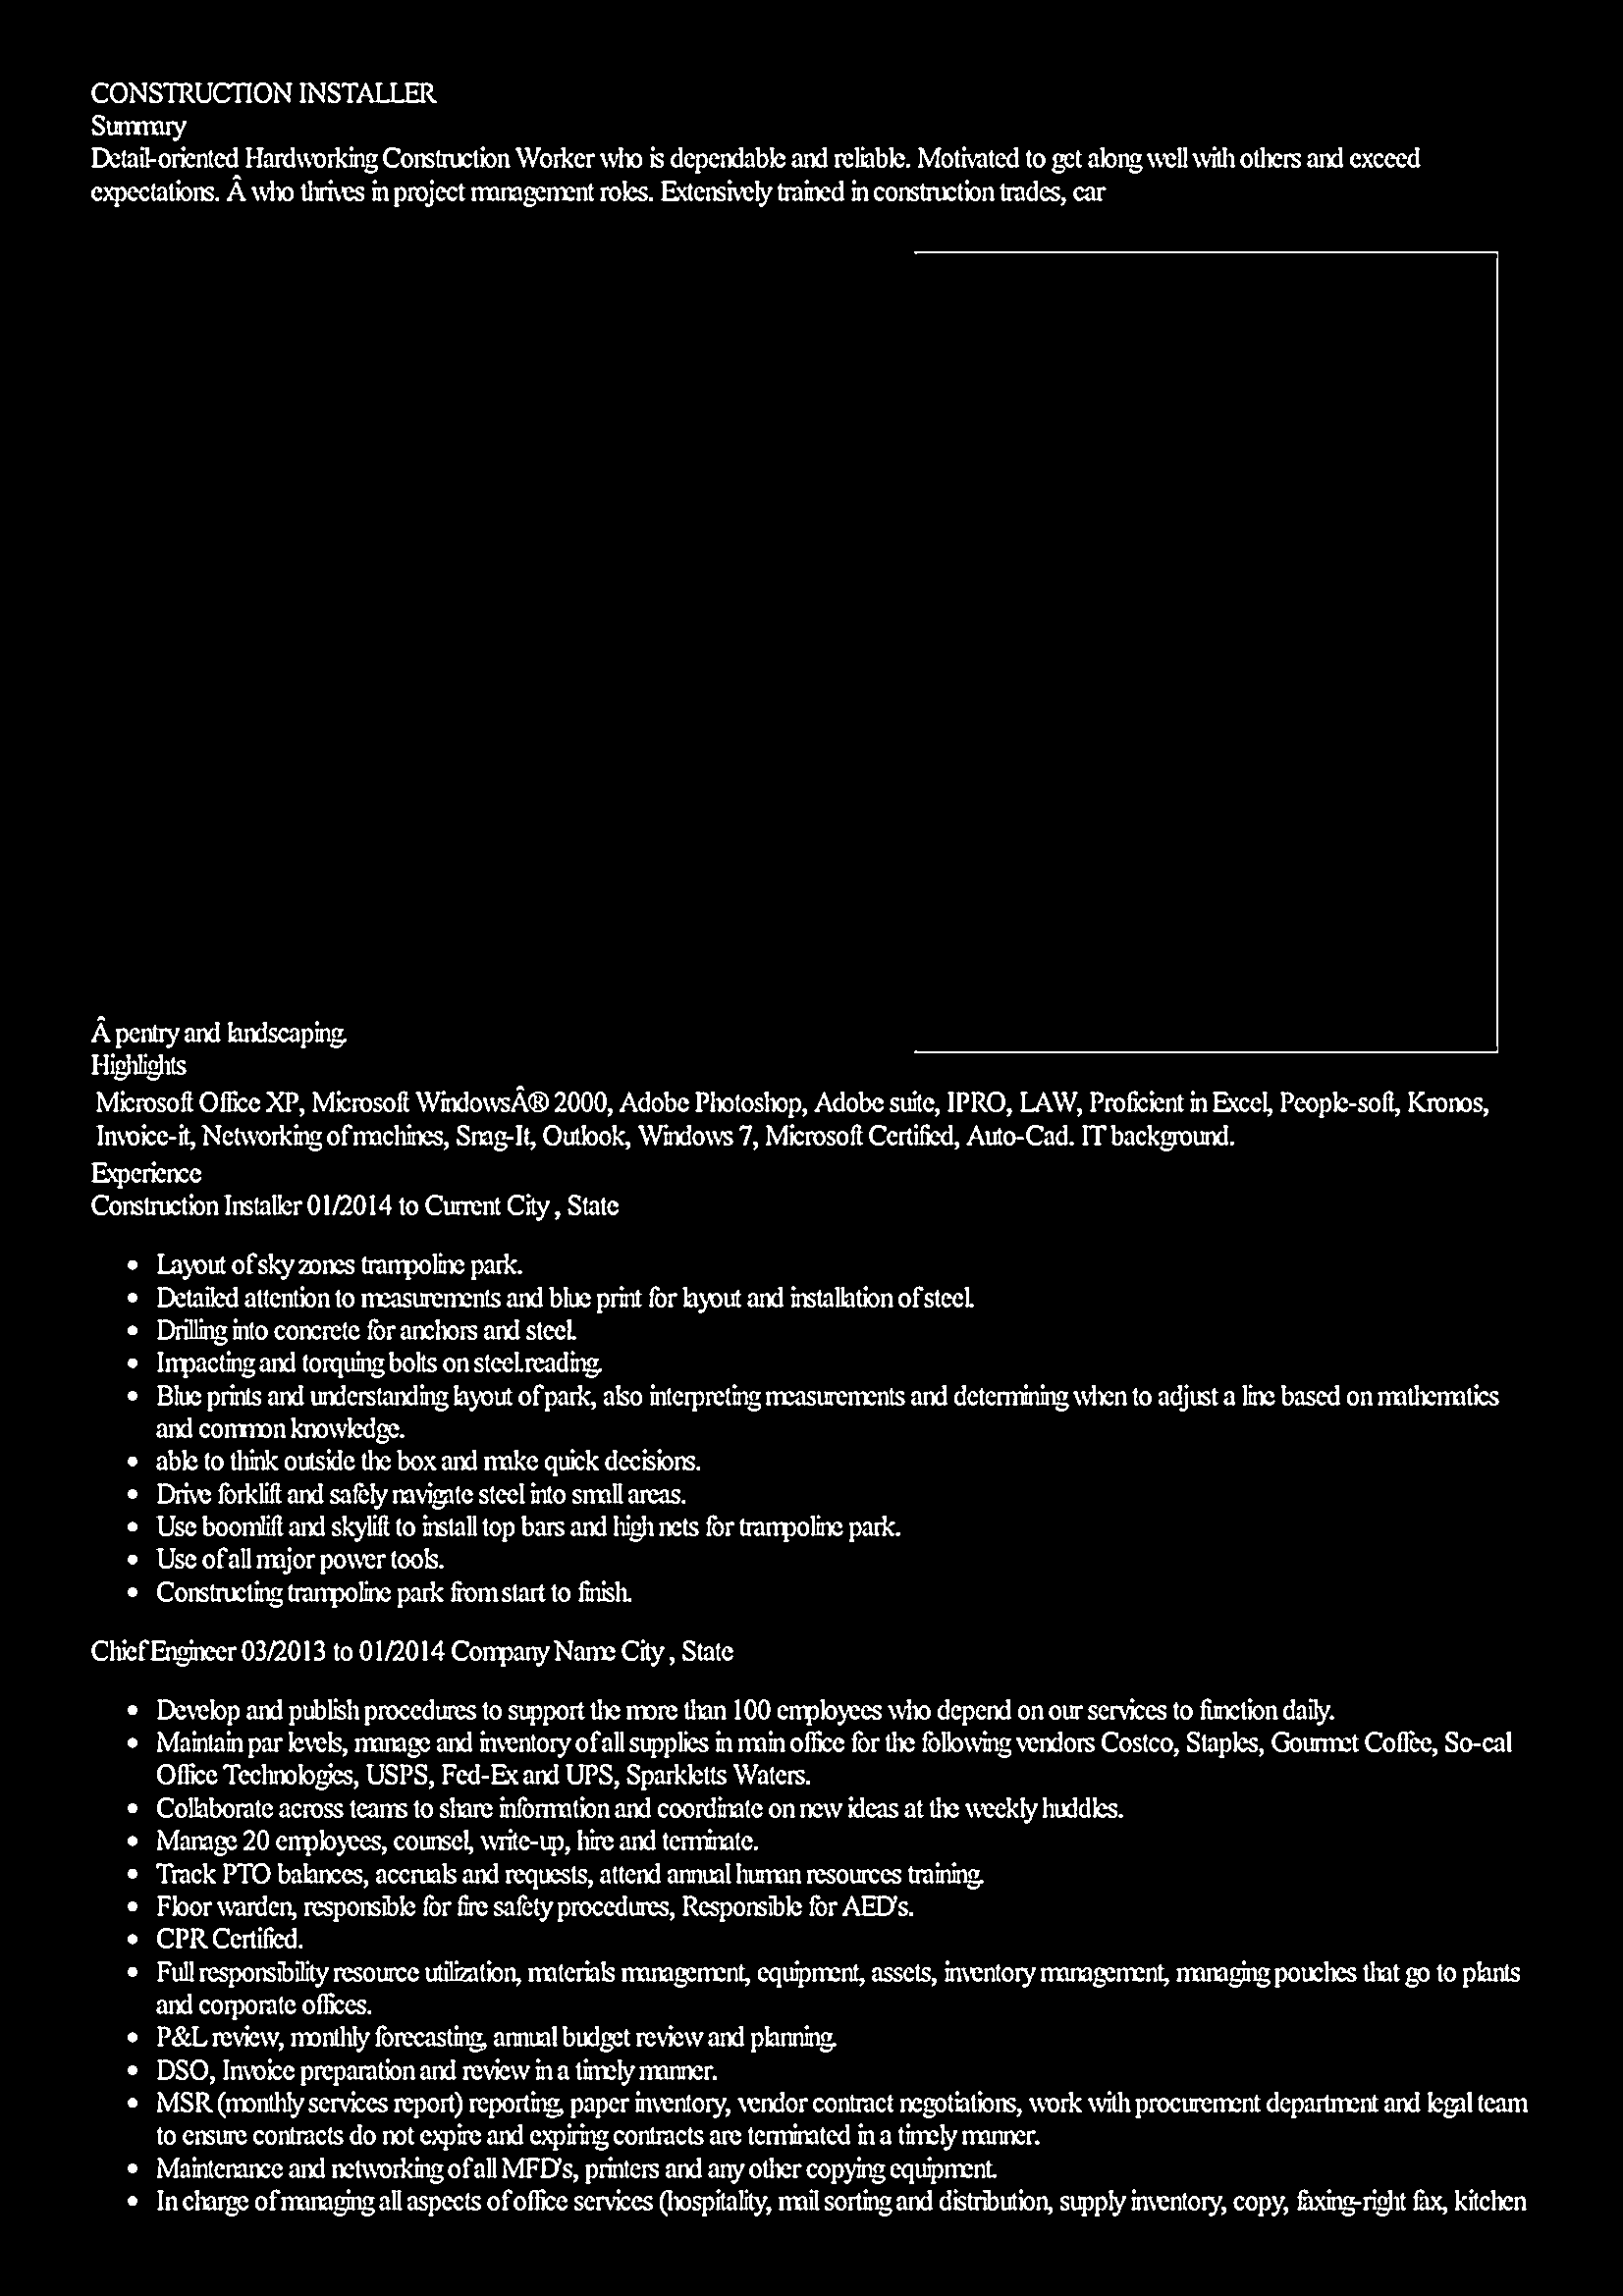 CONSTRUCTION INSTALLER
Summary
Detail-oriented Hardworking Construction Worker who is dependable and reliable. Motivated to get along well with others and exceed
expectations. Â who thrives in project management roles. Extensively trained in construction trades, car
Â pentry and landscaping.
Highlights
Microsoft Office XP, Microsoft WindowsÂ® 2000, Adobe Photoshop, Adobe suite, IPRO, LAW, Proficient in Excel, People-soft, Kronos,
Invoice-it, Networking of machines, Snag-It, Outlook, Windows 7, Microsoft Certified, Auto-Cad. IT background.
Experience
Construction Installer 01/2014 to Current City , State
• Layout of sky zones trampoline park.
• Detailed attention to measurements and blue print for layout and installation of steel.
• Drilling into concrete for anchors and steel.
• Impacting and torquing bolts on steel.reading.
• Blue prints and understanding layout of park, also interpreting measurements and determining when to adjust a line based on mathematics
and common knowledge.
• able to think outside the box and make quick decisions.
• Drive forklift and safely navigate steel into small areas.
• Use boomlift and skylift to install top bars and high nets for trampoline park.
• Use of all major power tools.
• Constructing trampoline park from start to finish.
Chief Engineer 03/2013 to 01/2014 Company Name City , State
• Develop and publish procedures to support the more than 100 employees who depend on our services to function daily.
• Maintain par levels, manage and inventory of all supplies in main office for the following vendors Costco, Staples, Gourmet Coffee, So-cal
Office Technologies, USPS, Fed-Ex and UPS, Sparkletts Waters.
• Collaborate across teams to share information and coordinate on new ideas at the weekly huddles.
• Manage 20 employees, counsel, write-up, hire and terminate.
• Track PTO balances, accruals and requests, attend annual human resources training.
• Floor warden, responsible for fire safety procedures, Responsible for AED's.
• CPR Certified.
• Full responsibility resource utilization, materials management, equipment, assets, inventory management, managing pouches that go to plants
and corporate offices.
• P&L review, monthly forecasting, annual budget review and planning.
• DSO, Invoice preparation and review in a timely manner.
• MSR (monthly services report) reporting, paper inventory, vendor contract negotiations, work with procurement department and legal team
to ensure contracts do not expire and expiring contracts are terminated in a timely manner.
• Maintenance and networking of all MFD's, printers and any other copying equipment.
• In charge of managing all aspects of office services (hospitality, mail sorting and distribution, supply inventory, copy, faxing-right fax, kitchen